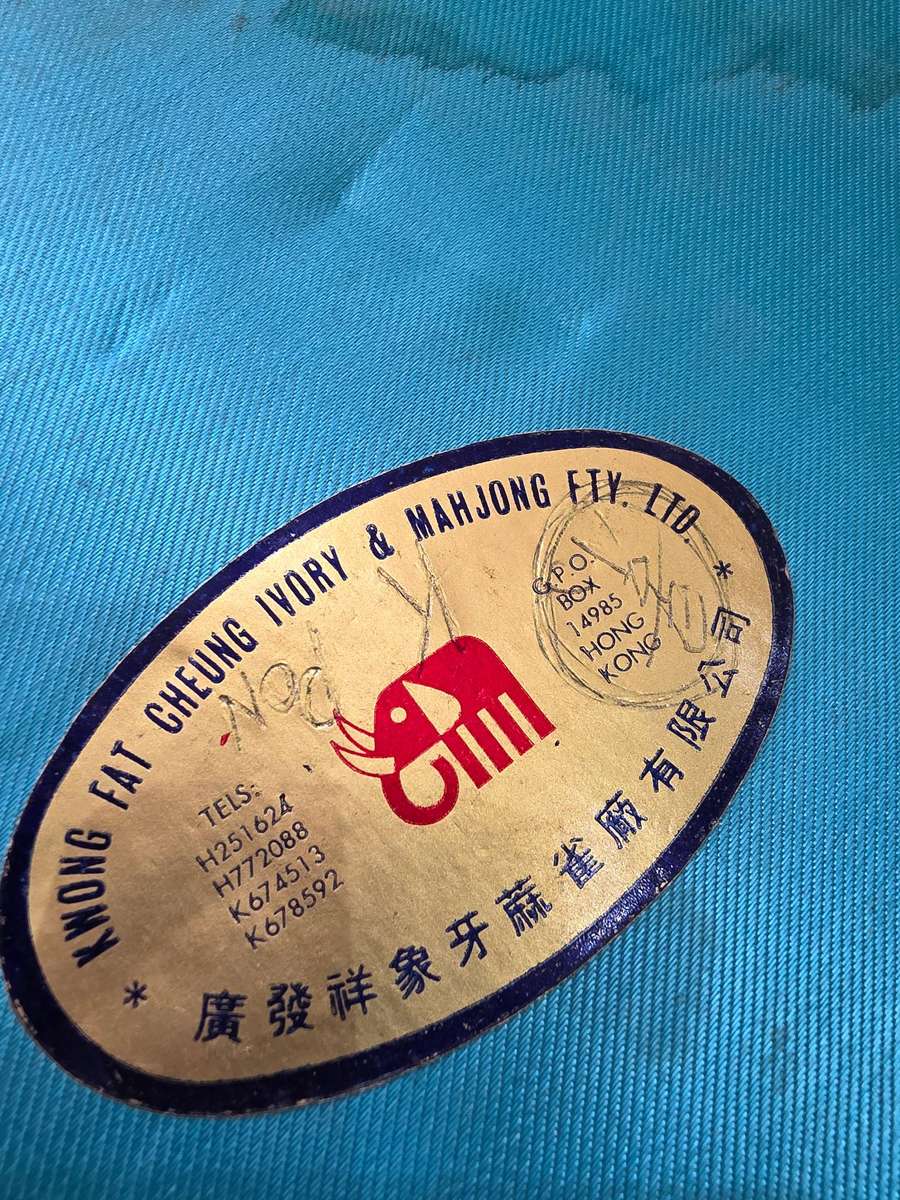 KWONG FAT CHEUNG IVORY & MAHJONG FTY. LTD.
G.P.O.
BOX
14985
HONG
KONG
TELS:
H251624
H772088
K674513
K678592
* 廣發祥象牙蔴雀廠有限公司 *